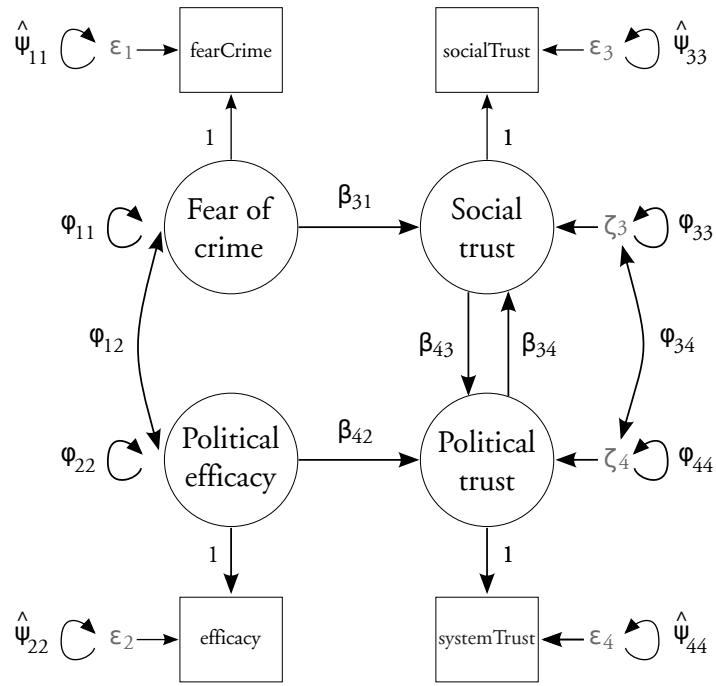 ψ̂₁₁ ε₁ fearCrime socialTrust ε₃ ψ̂₃₃
1 1
φ₁₁ Fear of crime β₃₁ Social trust ζ₃ φ₃₃
φ₁₂ β₄₃ β₃₄ φ₃₄
φ₂₂ Political efficacy β₄₂ Political trust ζ₄ φ₄₄
1 1
ψ̂₂₂ ε₂ efficacy systemTrust ε₄ ψ̂₄₄